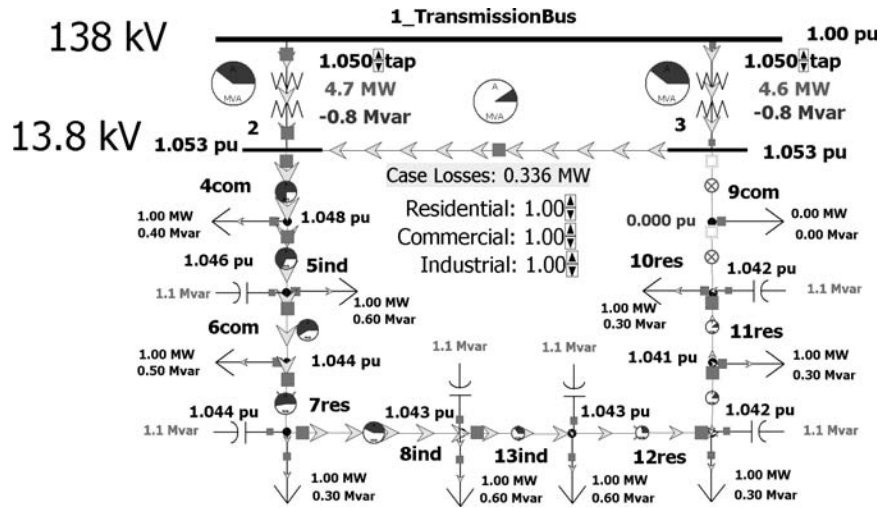 1_TransmissionBus
138 kV
1.00 pu
1.050 tap
1.050 tap
A
MVA
A
MVA
A
MVA
4.7 MW
4.6 MW
-0.8 Mvar
-0.8 Mvar
2
3
13.8 kV
1.053 pu
1.053 pu
Case Losses: 0.336 MW
4com
9com
1.00 MW
0.40 Mvar
1.048 pu
Residential: 1.00
0.000 pu
0.00 MW
0.00 Mvar
Commercial: 1.00
1.046 pu
5ind
Industrial: 1.00
10res
1.042 pu
1.1 Mvar
1.00 MW
0.60 Mvar
1.00 MW
0.30 Mvar
1.1 Mvar
6com
11res
1.00 MW
0.50 Mvar
1.044 pu
1.1 Mvar
1.1 Mvar
1.041 pu
1.00 MW
0.30 Mvar
1.044 pu
7res
1.043 pu
1.043 pu
1.042 pu
1.1 Mvar
1.1 Mvar
8ind
13ind
12res
1.00 MW
0.30 Mvar
1.00 MW
0.60 Mvar
1.00 MW
0.60 Mvar
1.00 MW
0.30 Mvar